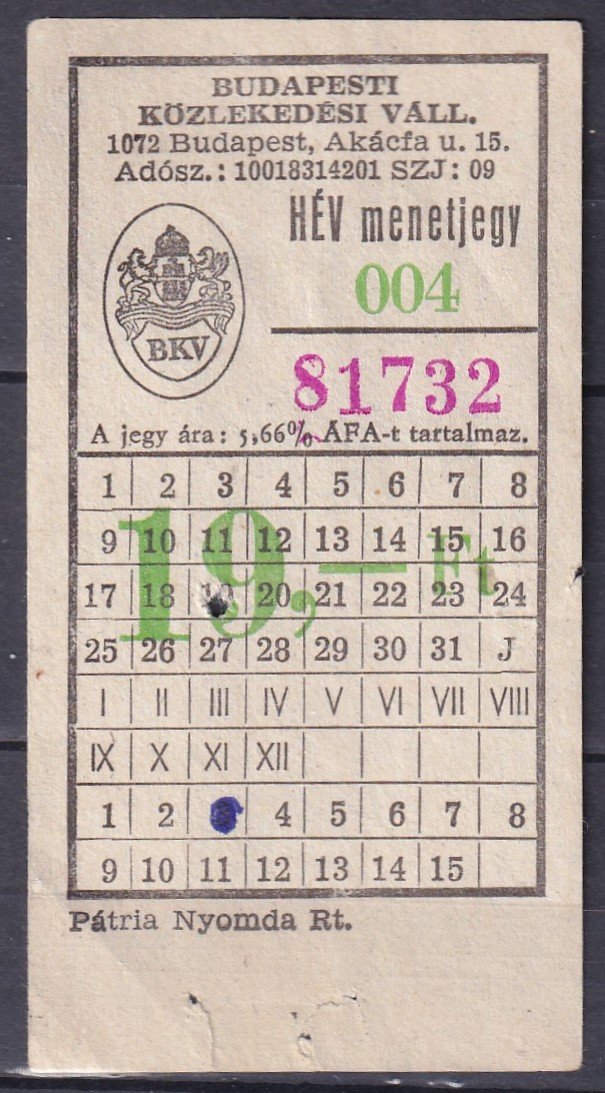 BUDAPESTI
KÖZLEKEDÉSI VÁLL.
1072 Budapest, Akácfa u. 15.
Adósz.: 10018314201 SZJ: 09
HÉV menetjegy
004
BKV
81732
A jegy ára: 5,66% ÁFA-t tartalmaz.
19,— Ft
1 2 3 4 5 6 7 8
9 10 11 12 13 14 15 16
17 18 19 20 21 22 23 24
25 26 27 28 29 30 31 J
I II III IV V VI VII VIII
IX X XI XII
1 2 4 5 6 7 8
9 10 11 12 13 14 15
Pátria Nyomda Rt.